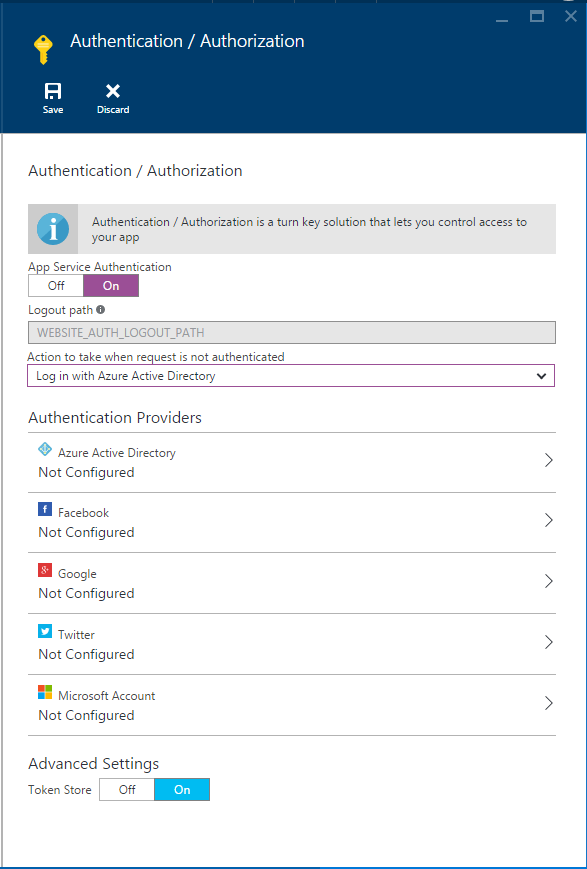 Authentication / Authorization
Save
Discard
Authentication / Authorization
Authentication / Authorization is a turn key solution that lets you control access to
your app
App Service Authentication
Off
On
Logout path
WEBSITE_AUTH_LOGOUT_PATH
Action to take when request is not authenticated
Log in with Azure Active Directory
Authentication Providers
Azure Active Directory
Not Configured
Facebook
Not Configured
Google
Not Configured
Twitter
Not Configured
Microsoft Account
Not Configured
Advanced Settings
Token Store
Off
On